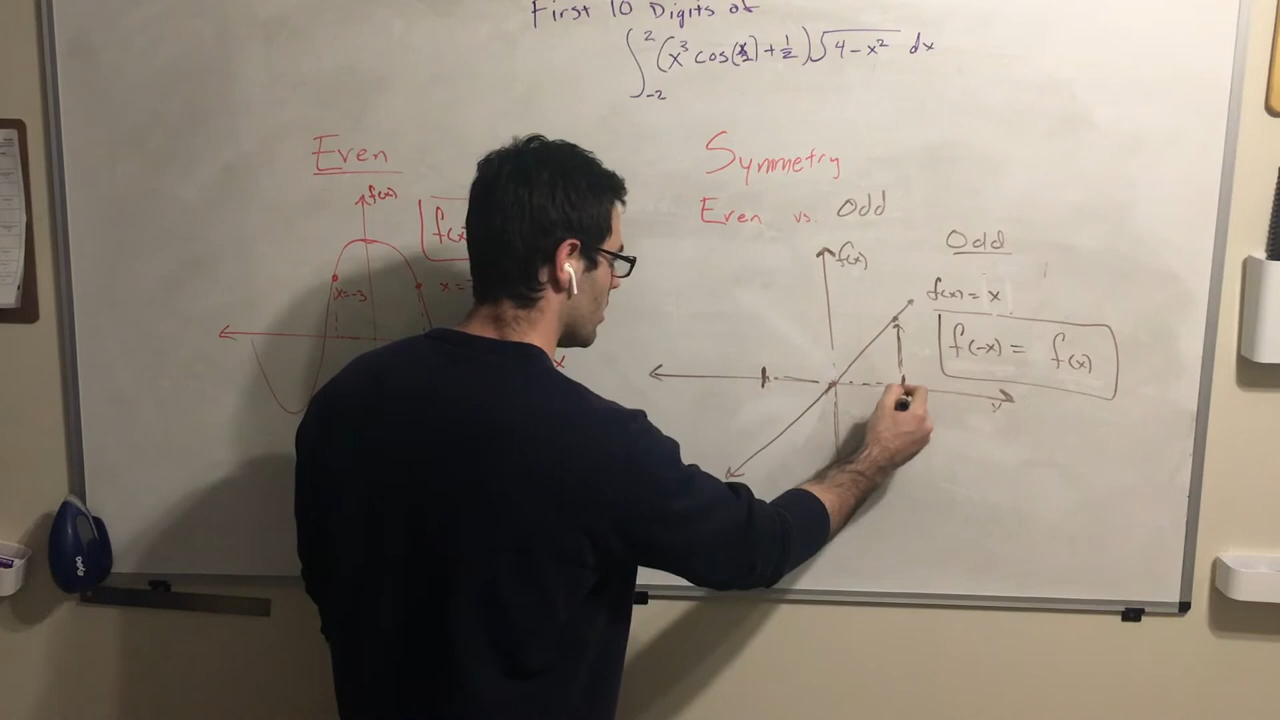 First 10 Digits of
∫_{-2}^{2} (x³ cos(x/2) + 1/2) √(4 - x²) dx
Even
f(x)
f(x
x=-3
x =
x
Symmetry
Even vs. Odd
f(x)
Odd
f(x) = x
f(-x) = f(x)
x
EXPO